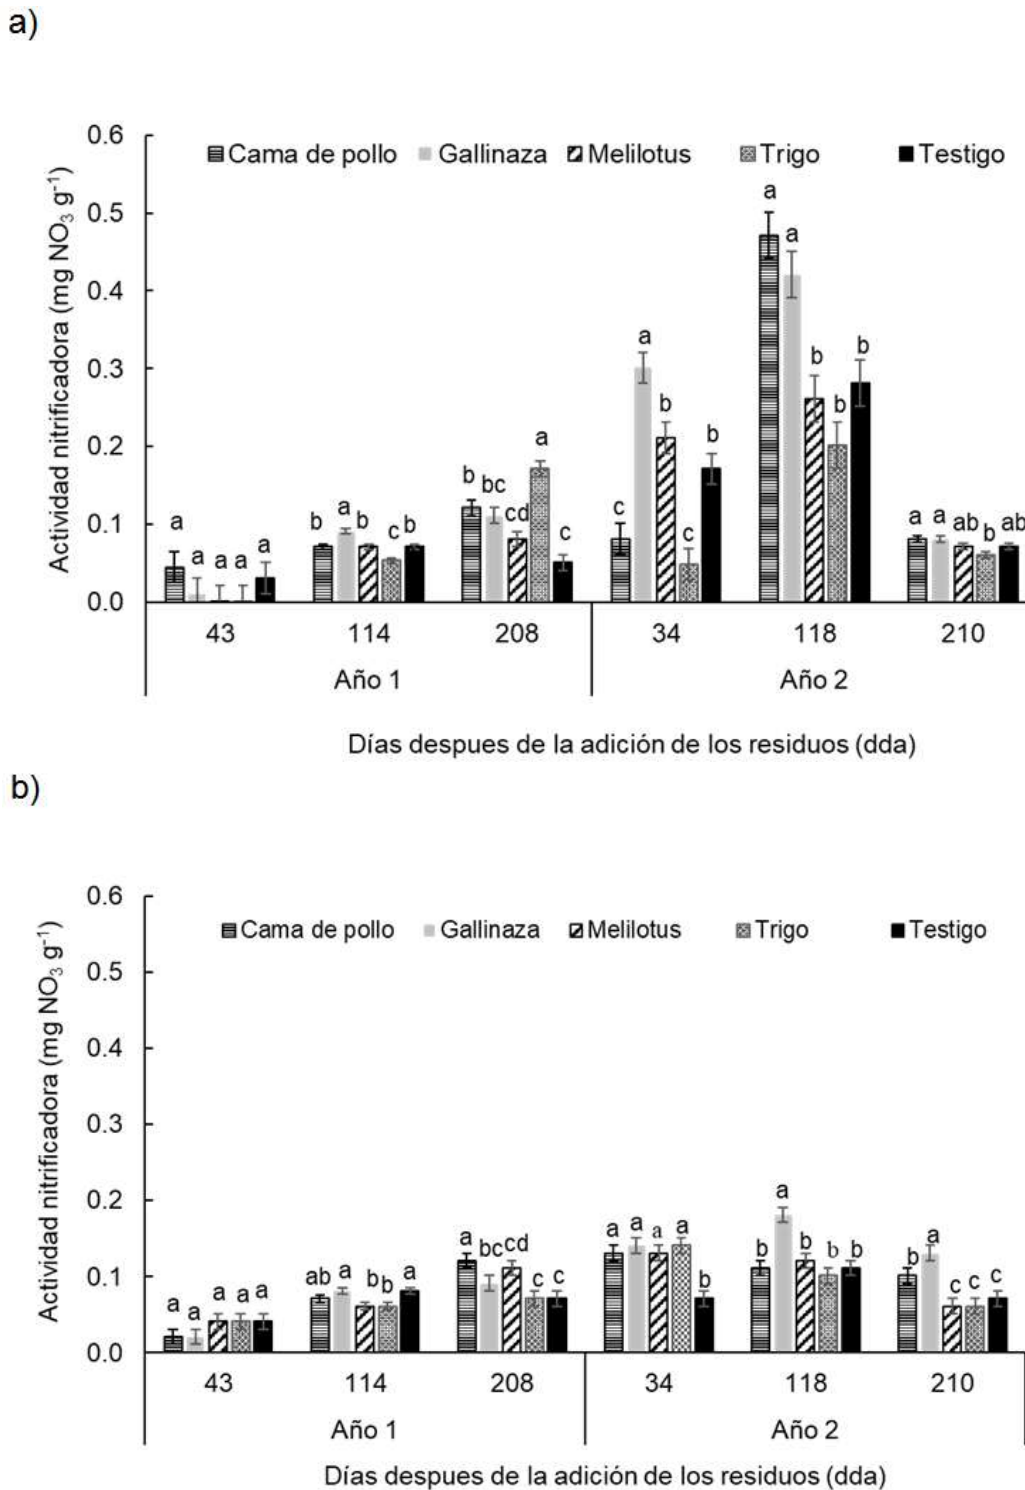 a)
0.6
Cama de pollo Gallinaza Melilotus Trigo Testigo
0.5
0.4
0.3
0.2
0.1
0.0
Actividad nitrificadora (mg NO3 g-1)
a a a a a
b a b c b
b bc cd a c
c a b c b
a a b b b
a a ab b ab
43 114 208 34 118 210
Año 1 Año 2
Días despues de la adición de los residuos (dda)
b)
0.6
Cama de pollo Gallinaza Melilotus Trigo Testigo
0.5
0.4
0.3
0.2
0.1
0.0
Actividad nitrificadora (mg NO3 g-1)
a a a a a
ab a b b a
a bc cd c c
a a a a b
b a b b b
b a c c c
43 114 208 34 118 210
Año 1 Año 2
Días despues de la adición de los residuos (dda)